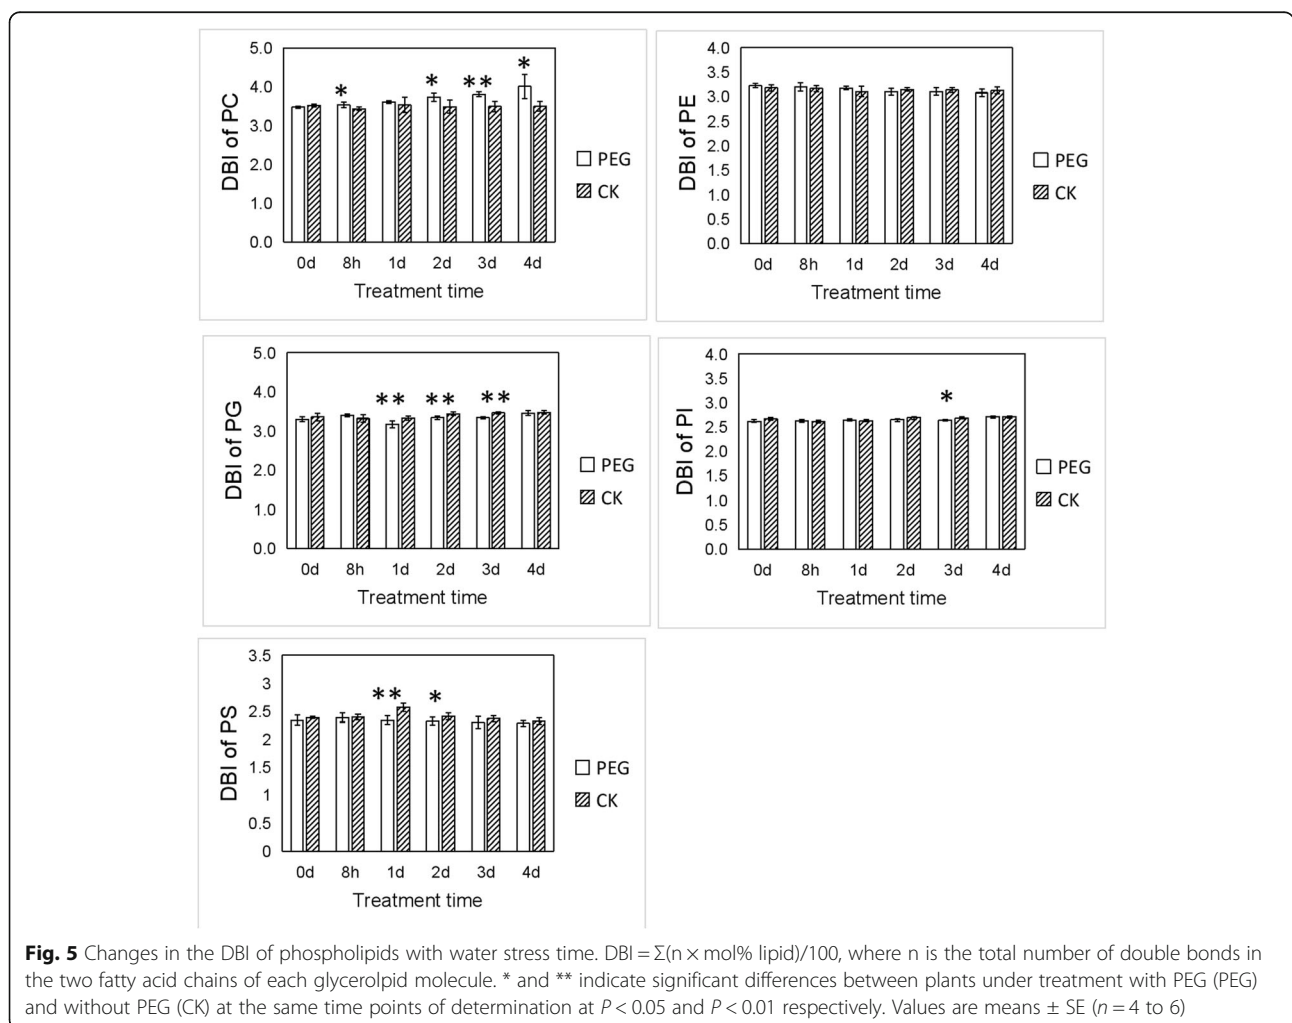 5.0
4.0
3.0
2.0
1.0
0.0
DBI of PC
* * ** *
PEG
CK
0d 8h 1d 2d 3d 4d
Treatment time
4.0
3.5
3.0
2.5
2.0
1.5
1.0
0.5
0.0
DBI of PE
PEG
CK
0d 8h 1d 2d 3d 4d
Treatment time
5.0
4.0
3.0
2.0
1.0
0.0
DBI of PG
** ** **
PEG
CK
0d 8h 1d 2d 3d 4d
Treatment time
4.0
3.5
3.0
2.5
2.0
1.5
1.0
0.5
0.0
DBI of PI
*
PEG
CK
0d 8h 1d 2d 3d 4d
Treatment time
3.5
3
2.5
2
1.5
1
0.5
0
DBI of PS
** *
PEG
CK
0d 8h 1d 2d 3d 4d
Treatment time
Fig. 5 Changes in the DBI of phospholipids with water stress time. DBI = Σ(n × mol% lipid)/100, where n is the total number of double bonds in
the two fatty acid chains of each glycerolpid molecule. * and ** indicate significant differences between plants under treatment with PEG (PEG)
and without PEG (CK) at the same time points of determination at P < 0.05 and P < 0.01 respectively. Values are means ± SE (n = 4 to 6)